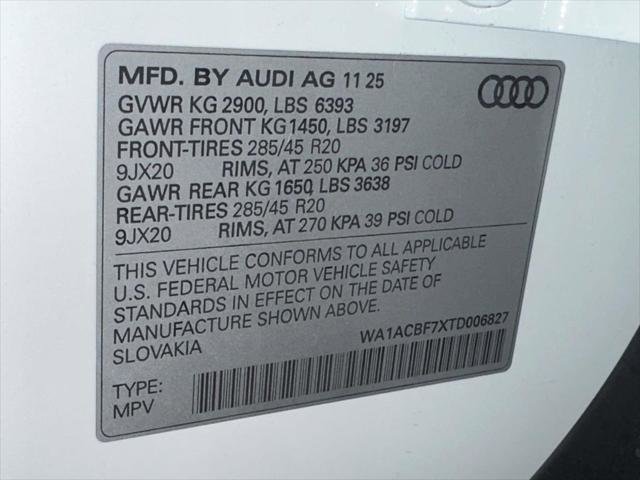 MFD. BY AUDI AG 11 25
GVWR KG 2900, LBS 6393
GAWR FRONT KG1450, LBS 3197
FRONT-TIRES 285/45 R20
9JX20 RIMS, AT 250 KPA 36 PSI COLD
GAWR REAR KG 1650, LBS 3638
REAR-TIRES 285/45 R20
9JX20 RIMS, AT 270 KPA 39 PSI COLD
THIS VEHICLE CONFORMS TO ALL APPLICABLE
U.S. FEDERAL MOTOR VEHICLE SAFETY
STANDARDS IN EFFECT ON THE DATE OF
MANUFACTURE SHOWN ABOVE.
SLOVAKIA
WA1ACBF7XTD006827
TYPE:
MPV